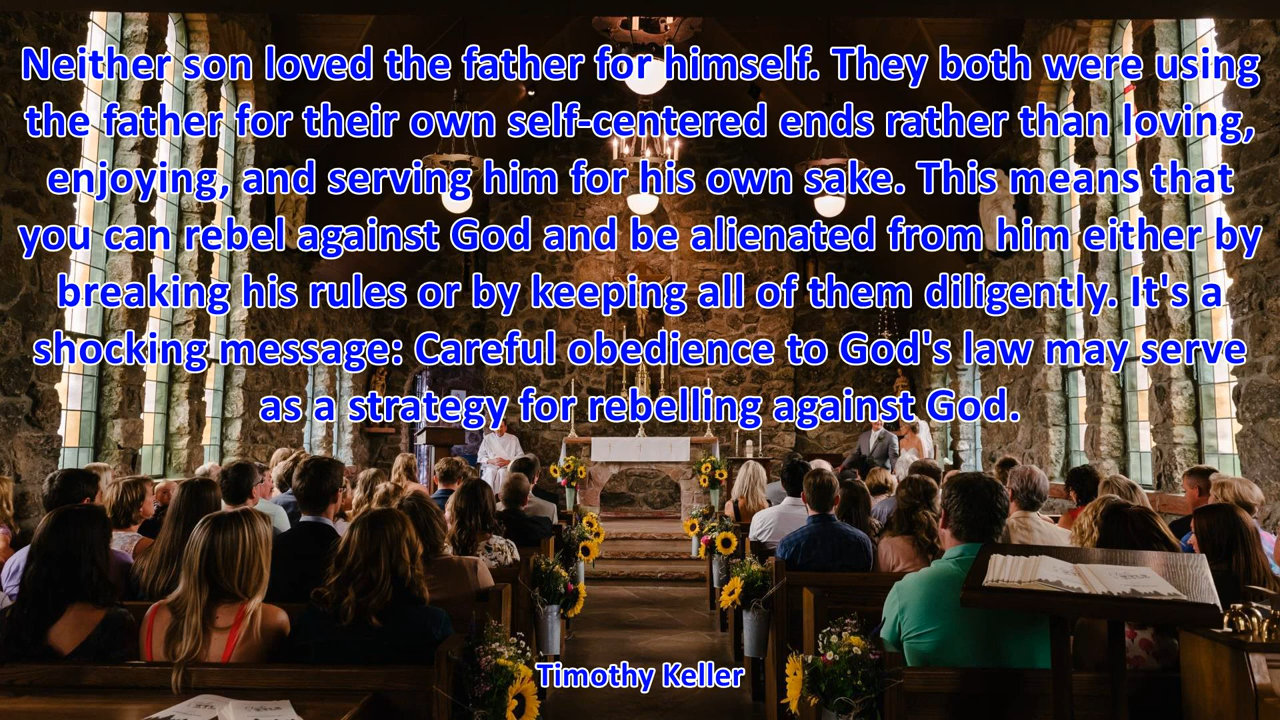 Neither son loved the father for himself. They both were using
the father for their own self-centered ends rather than loving,
enjoying, and serving him for his own sake. This means that
you can rebel against God and be alienated from him either by
breaking his rules or by keeping all of them diligently. It's a
shocking message: Careful obedience to God's law may serve
as a strategy for rebelling against God.
Timothy Keller